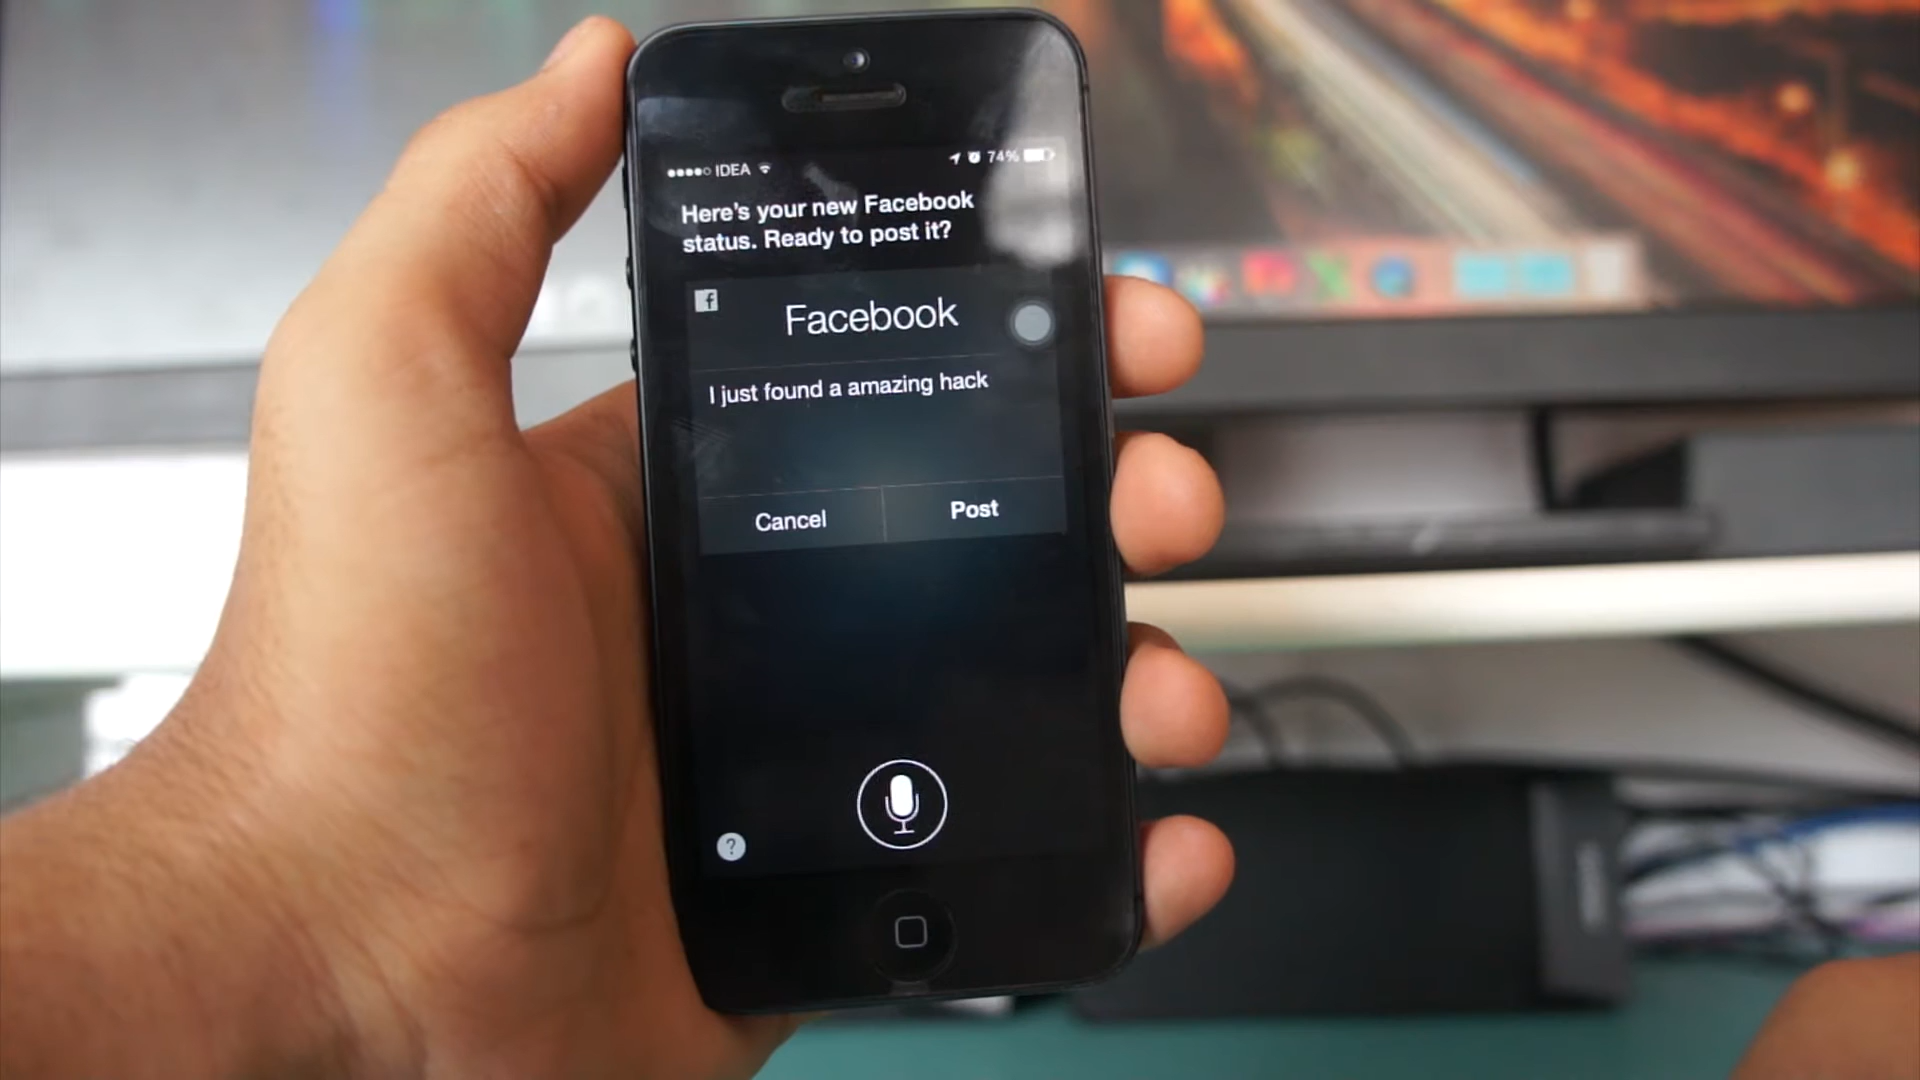 IDEA 74%
Here's your new Facebook
status. Ready to post it?
f
Facebook
I just found a amazing hack
Cancel Post
?